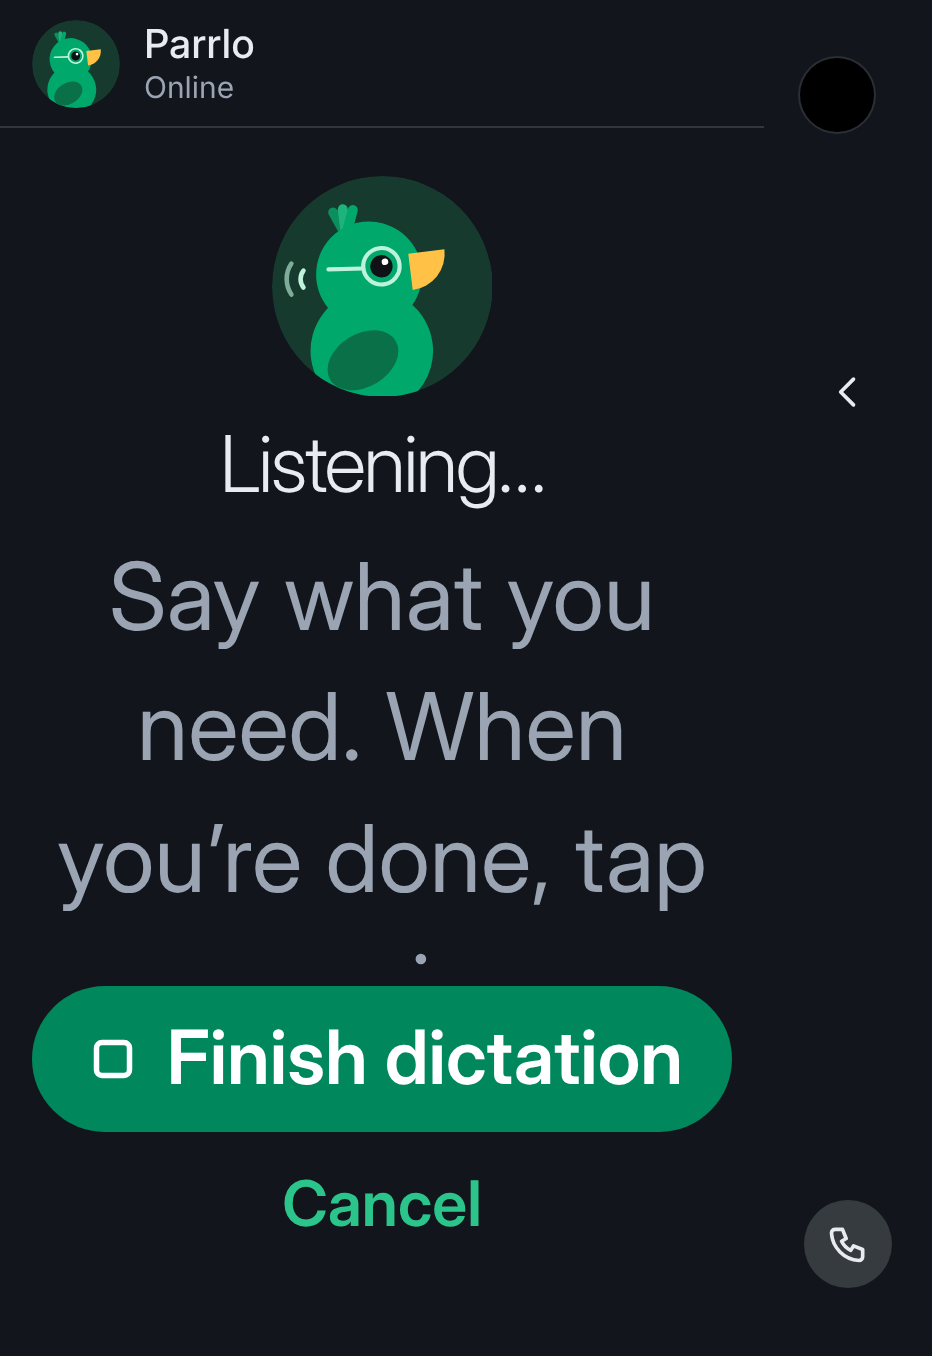 Parrlo
Online
Listening...
Say what you
need. When
you’re done, tap
.
Finish dictation
Cancel